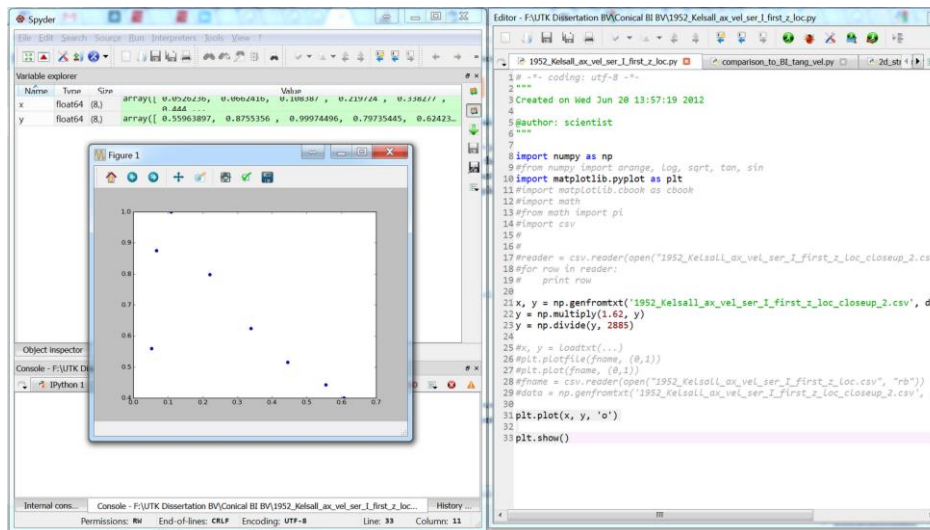 Spyder
File Edit Search Source Run Interpreters Tools View ?
Variable explorer
Name Type Size Value
x float64 (8,) array([ 0.0526236, 0.0662416, 0.108387 , 0.219724 , 0.338277 ,
0.444 ...
y float64 (8,) array([ 0.55963897, 0.8755356 , 0.99974496, 0.79735445, 0.62423...
Figure 1
1.0
0.9
0.8
0.7
0.6
0.5
0.4
0.0 0.1 0.2 0.3 0.4 0.5 0.6 0.7
Object inspector
Console - F:\UTK D
IPython 1
Internal cons... Console - F:\UTK Dissertation BV\Conical BI BV\1952_Kelsall_ax_vel_ser_I_first_z_loc... History ...
Permissions: RW End-of-lines: CRLF Encoding: UTF-8 Line: 33 Column: 11
Editor - F:\UTK Dissertation BV\Conical BI BV\1952_Kelsall_ax_vel_ser_I_first_z_loc.py
1952_Kelsall_ax_vel_ser_I_first_z_loc.py comparison_to_BI_tang_vel.py 2d_str
1 # -*- coding: utf-8 -*-
2 """
3 Created on Wed Jun 20 13:57:19 2012
4
5 @author: scientist
6 """
7
8 import numpy as np
9 #from numpy import arange, log, sqrt, tan, sin
10 import matplotlib.pyplot as plt
11 #import matplotlib.cbook as cbook
12 #import math
13 #from math import pi
14 #import csv
15 #
16 #
17 #reader = csv.reader(open("1952_Kelsall_ax_vel_ser_I_first_z_loc_closeup_2.cs
18 #for row in reader:
19 #    print row
20
21 x, y = np.genfromtxt('1952_Kelsall_ax_vel_ser_I_first_z_loc_closeup_2.csv', d
22 y = np.multiply(1.62, y)
23 y = np.divide(y, 2885)
24
25 #x, y = loadtxt(...)
26 #plt.plotfile(fname, (0,1))
27 #plt.plot(fname, (0,1))
28 #fname = csv.reader(open("1952_Kelsall_ax_vel_ser_I_first_z_loc.csv", "rb"))
29 #data = np.genfromtxt('1952_Kelsall_ax_vel_ser_I_first_z_loc_closeup_2.csv',
30
31 plt.plot(x, y, 'o')
32
33 plt.show()